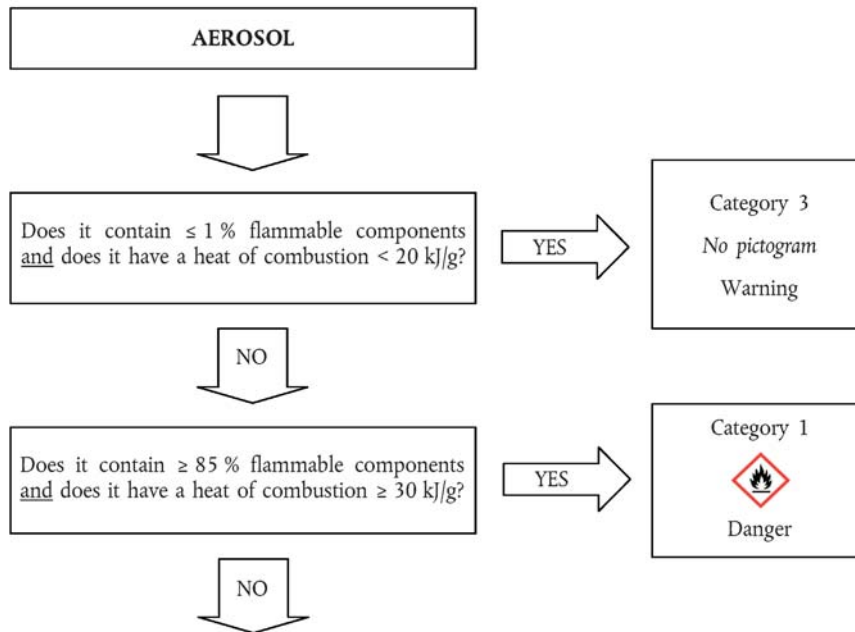 AEROSOL
Does it contain ≤ 1 % flammable components
and does it have a heat of combustion < 20 kJ/g?
YES
Category 3
No pictogram
Warning
NO
Does it contain ≥ 85 % flammable components
and does it have a heat of combustion ≥ 30 kJ/g?
YES
Category 1
Danger
NO